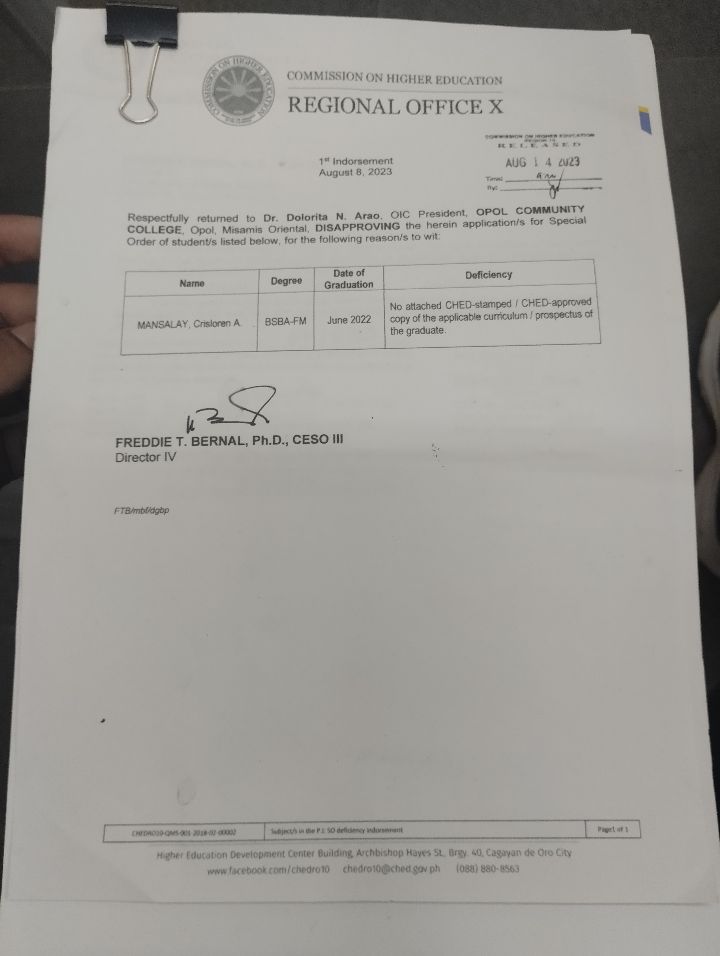 COMMISSION ON HIGHER EDUCATION
COMMISSION ON HIGHER EDUCATION
REGIONAL OFFICE X
COMMISSION ON HIGHER EDUCATION
RELEASED
AUG 14 2023
Time:
By:
1st Indorsement
August 8, 2023
Respectfully returned to Dr. Dolorita N. Arao, OIC President, OPOL COMMUNITY
COLLEGE, Opol, Misamis Oriental, DISAPPROVING the herein application/s for Special
Order of student/s listed below, for the following reason/s to wit:
Name Degree Date of Graduation Deficiency
MANSALAY, Crisloren A. BSBA-FM June 2022 No attached CHED-stamped / CHED-approved
copy of the applicable curriculum / prospectus of
the graduate.
FREDDIE T. BERNAL, Ph.D., CESO III
Director IV
FTB/mbf/dgbp
CHEDRO10-QMS-001-2018-02-00002 Subject/s in the P.I. SO deficiency indorsement Page1 of 1
Higher Education Development Center Building, Archbishop Hayes St., Brgy. 40, Cagayan de Oro City
www.facebook.com/chedro10 chedro10@ched.gov.ph (088) 880-8563